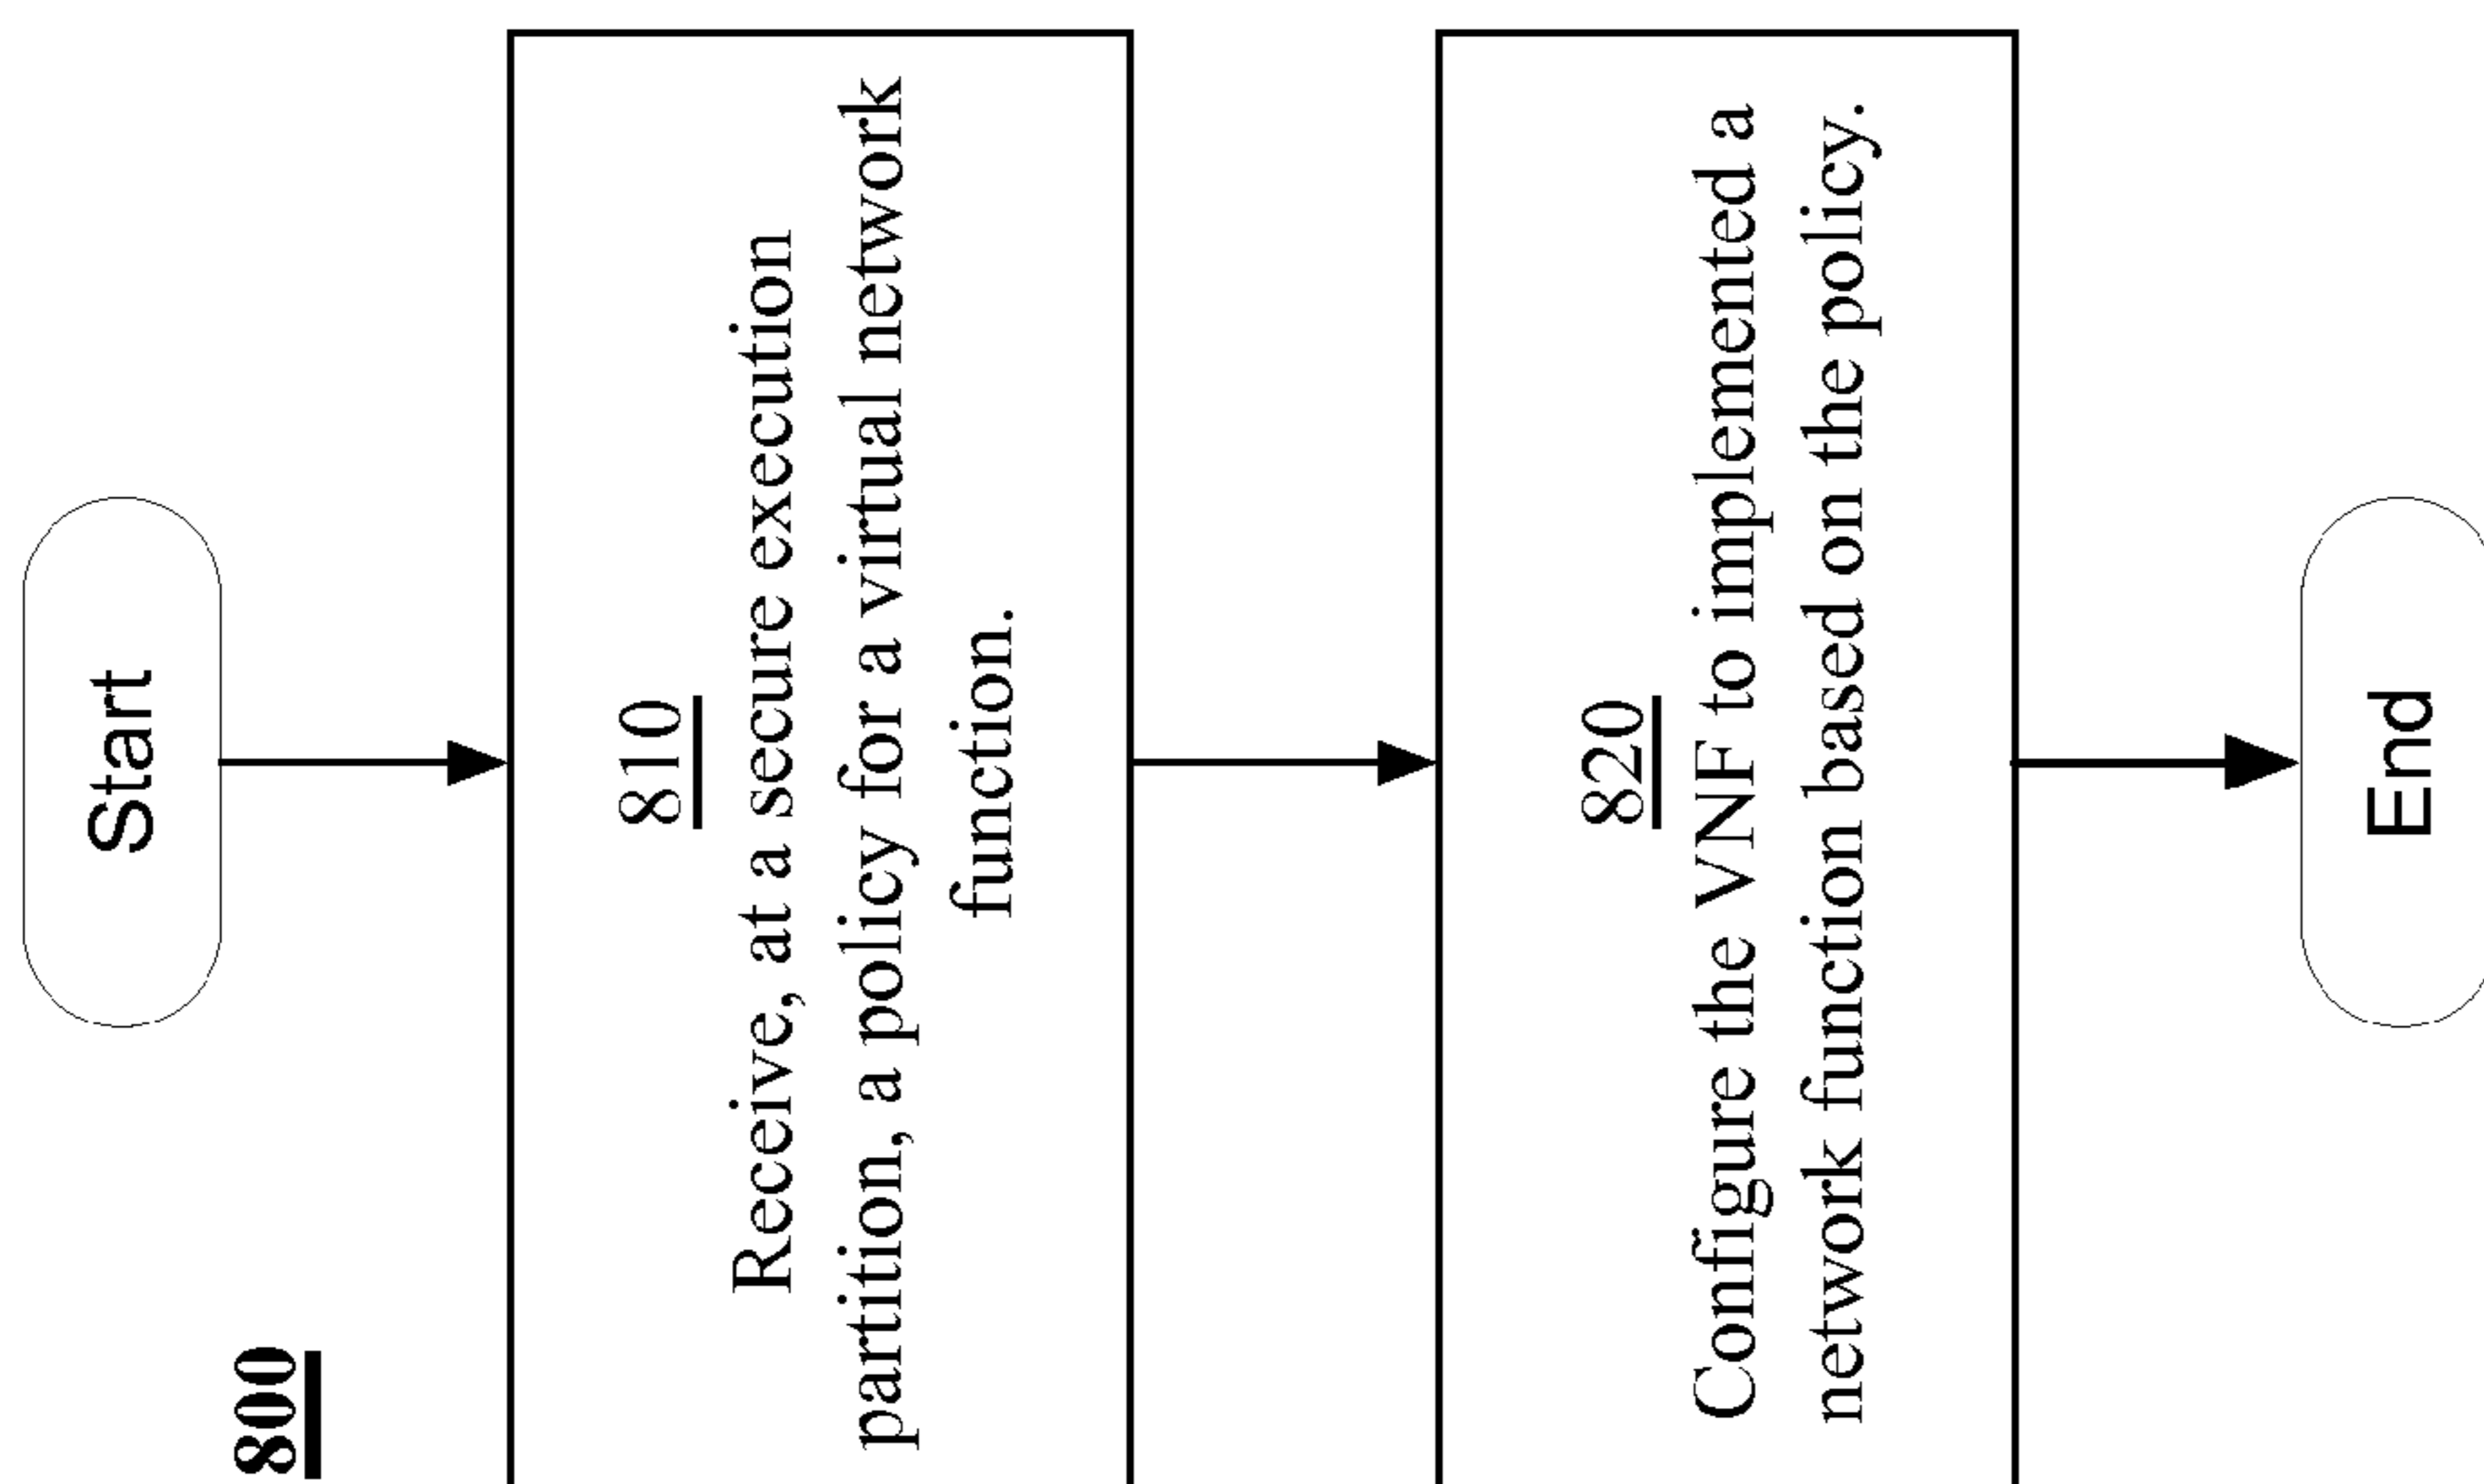 800
Start
810
Receive, at a secure execution
partition, a policy for a virtual network
function.
820
Configure the VNF to implemented a
network function based on the policy.
End